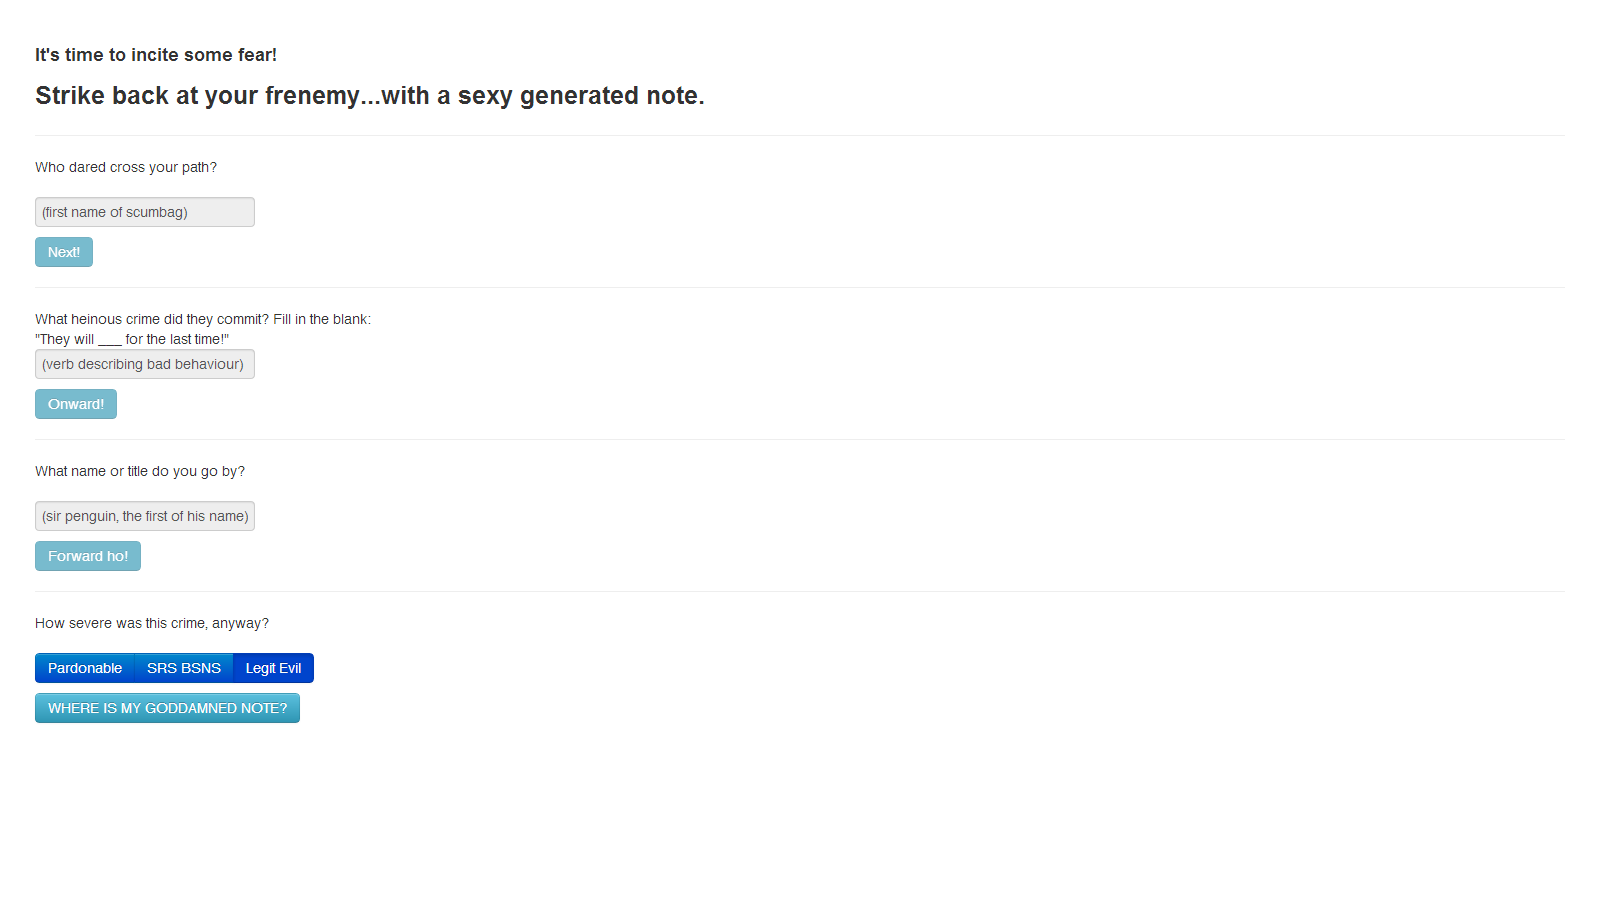 It's time to incite some fear!
Strike back at your frenemy...with a sexy generated note.
Who dared cross your path?
(first name of scumbag)
Next!
What heinous crime did they commit? Fill in the blank:
"They will ___ for the last time!"
(verb describing bad behaviour)
Onward!
What name or title do you go by?
(sir penguin, the first of his name)
Forward ho!
How severe was this crime, anyway?
Pardonable SRS BSNS Legit Evil
WHERE IS MY GODDAMNED NOTE?